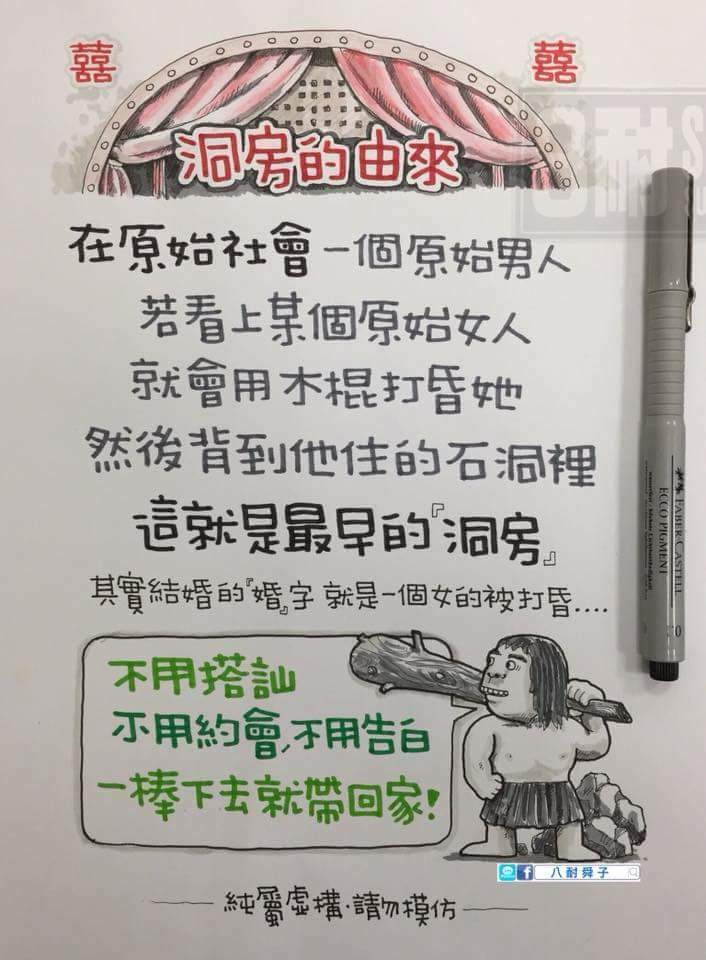 囍 囍
洞房的由來
在原始社會一個原始男人
若看上某個原始女人
就會用木棍打昏她
然後背到他住的石洞裡
這就是最早的『洞房』
其實結婚的『婚』字 就是一個女的被打昏....
不用搭訕
不用約會、不用告白
一棒下去就帶回家!
八耐舜子
純屬虛構·請勿模仿
FABER-CASTELL
ECCO PIGMENT